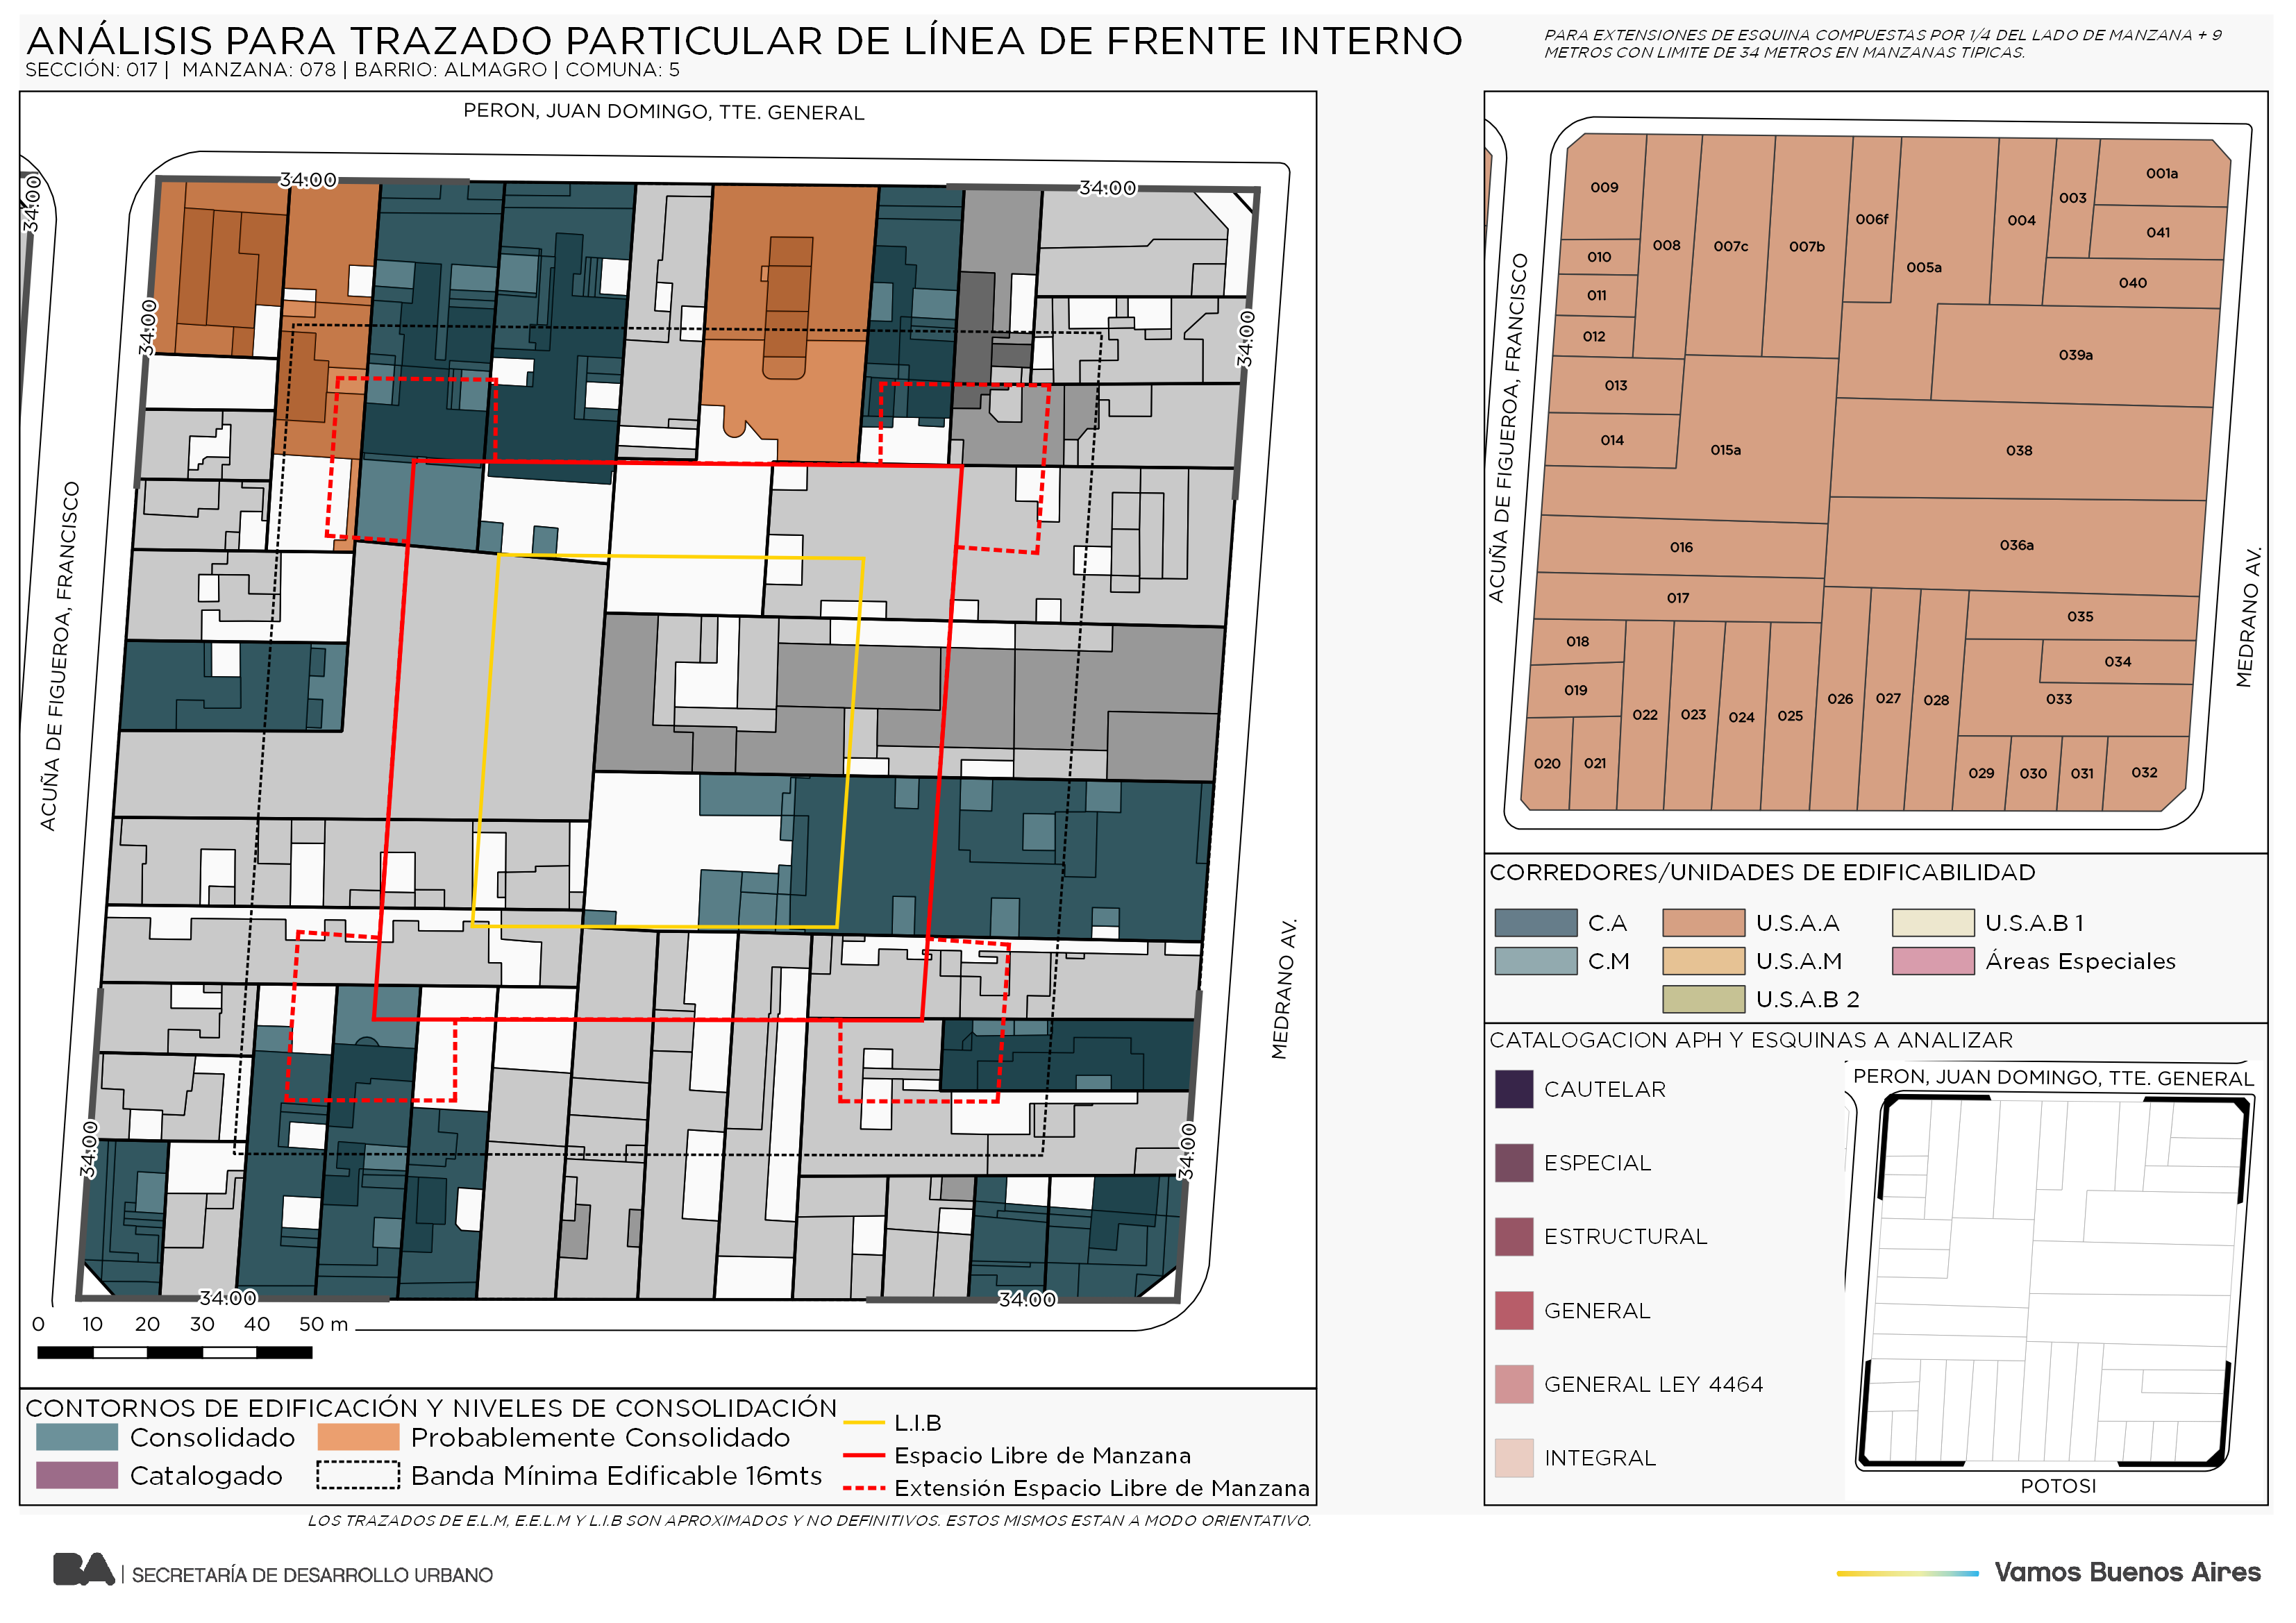 ANÁLISIS PARA TRAZADO PARTICULAR DE LÍNEA DE FRENTE INTERNO
SECCIÓN: 017 | MANZANA: 078 | BARRIO: ALMAGRO | COMUNA: 5
PARA EXTENSIONES DE ESQUINA COMPUESTAS POR 1/4 DEL LADO DE MANZANA + 9
METROS CON LIMITE DE 34 METROS EN MANZANAS TIPICAS.
PERON, JUAN DOMINGO, TTE. GENERAL
34.00
34.00
34.00
34.00
34.00
ACUÑA DE FIGUEROA, FRANCISCO
MEDRANO AV.
34.00
34.00
34.00
34.00
0 10 20 30 40 50 m
CONTORNOS DE EDIFICACIÓN Y NIVELES DE CONSOLIDACIÓN
Consolidado
Probablemente Consolidado
Catalogado
Banda Mínima Edificable 16mts
L.I.B
Espacio Libre de Manzana
Extensión Espacio Libre de Manzana
ACUÑA DE FIGUEROA, FRANCISCO
MEDRANO AV.
009
008
007c
007b
006f
005a
004
003
001a
041
040
010
011
012
039a
013
014
015a
038
016
036a
017
018
019
035
034
033
022
023
024
025
026
027
028
020
021
029
030
031
032
CORREDORES/UNIDADES DE EDIFICABILIDAD
C.A
U.S.A.A
U.S.A.B 1
C.M
U.S.A.M
Áreas Especiales
U.S.A.B 2
CATALOGACION APH Y ESQUINAS A ANALIZAR
CAUTELAR
ESPECIAL
ESTRUCTURAL
GENERAL
GENERAL LEY 4464
INTEGRAL
PERON, JUAN DOMINGO, TTE. GENERAL
POTOSI
LOS TRAZADOS DE E.L.M, E.E.L.M Y L.I.B SON APROXIMADOS Y NO DEFINITIVOS. ESTOS MISMOS ESTAN A MODO ORIENTATIVO.
BA | SECRETARÍA DE DESARROLLO URBANO
Vamos Buenos Aires